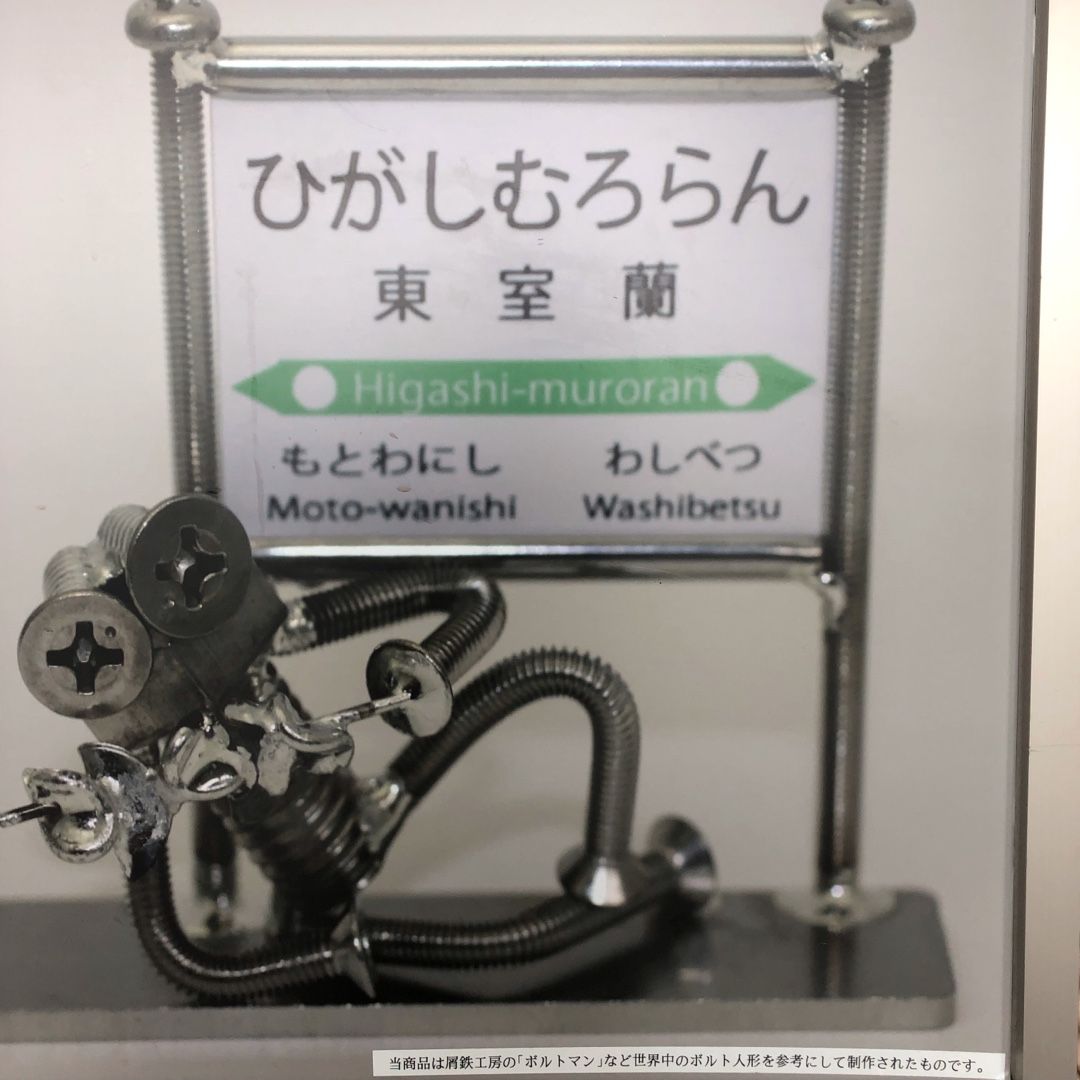 ひがしむろらん
東室蘭
Higashi-muroran
もとわにし わしべつ
Moto-wanishi Washibetsu
当商品は屑鉄工房の「ボルトマン」など世界中のボルト人形を参考にして制作されたものです。